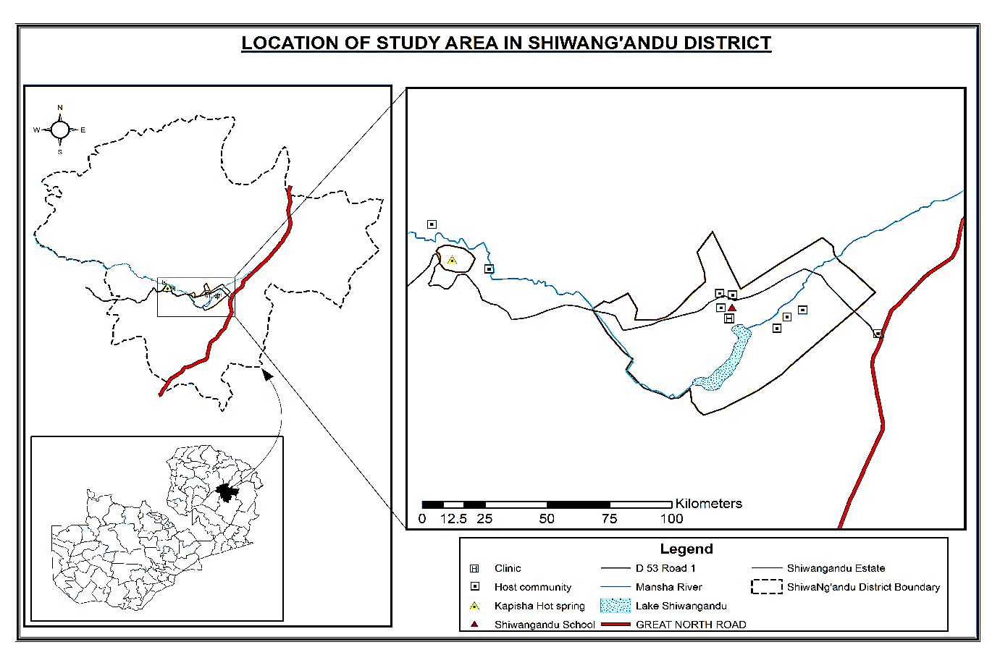 LOCATION OF STUDY AREA IN SHIWANG'ANDU DISTRICT
N
W E
S
Kilometers
0 12.5 25 50 75 100
Legend
Clinic
Host community
Kapisha Hot spring
Shiwangandu School
D 53 Road 1
Mansha River
Lake Shiwangandu
GREAT NORTH ROAD
Shiwangandu Estate
ShiwaNg'andu District Boundary
H
H